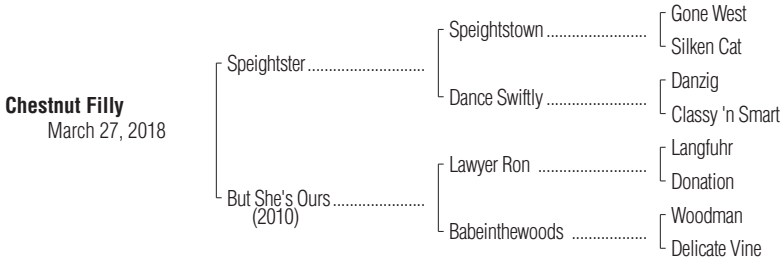 Gone West
Speightstown ........................
Silken Cat
Speightster ............................
Danzig
Dance Swiftly ........................
Classy 'n Smart
Chestnut Filly
March 27, 2018
Langfuhr
Lawyer Ron ..........................
Donation
But She's Ours ......................
(2010)
Woodman
Babeinthewoods ..................
Delicate Vine